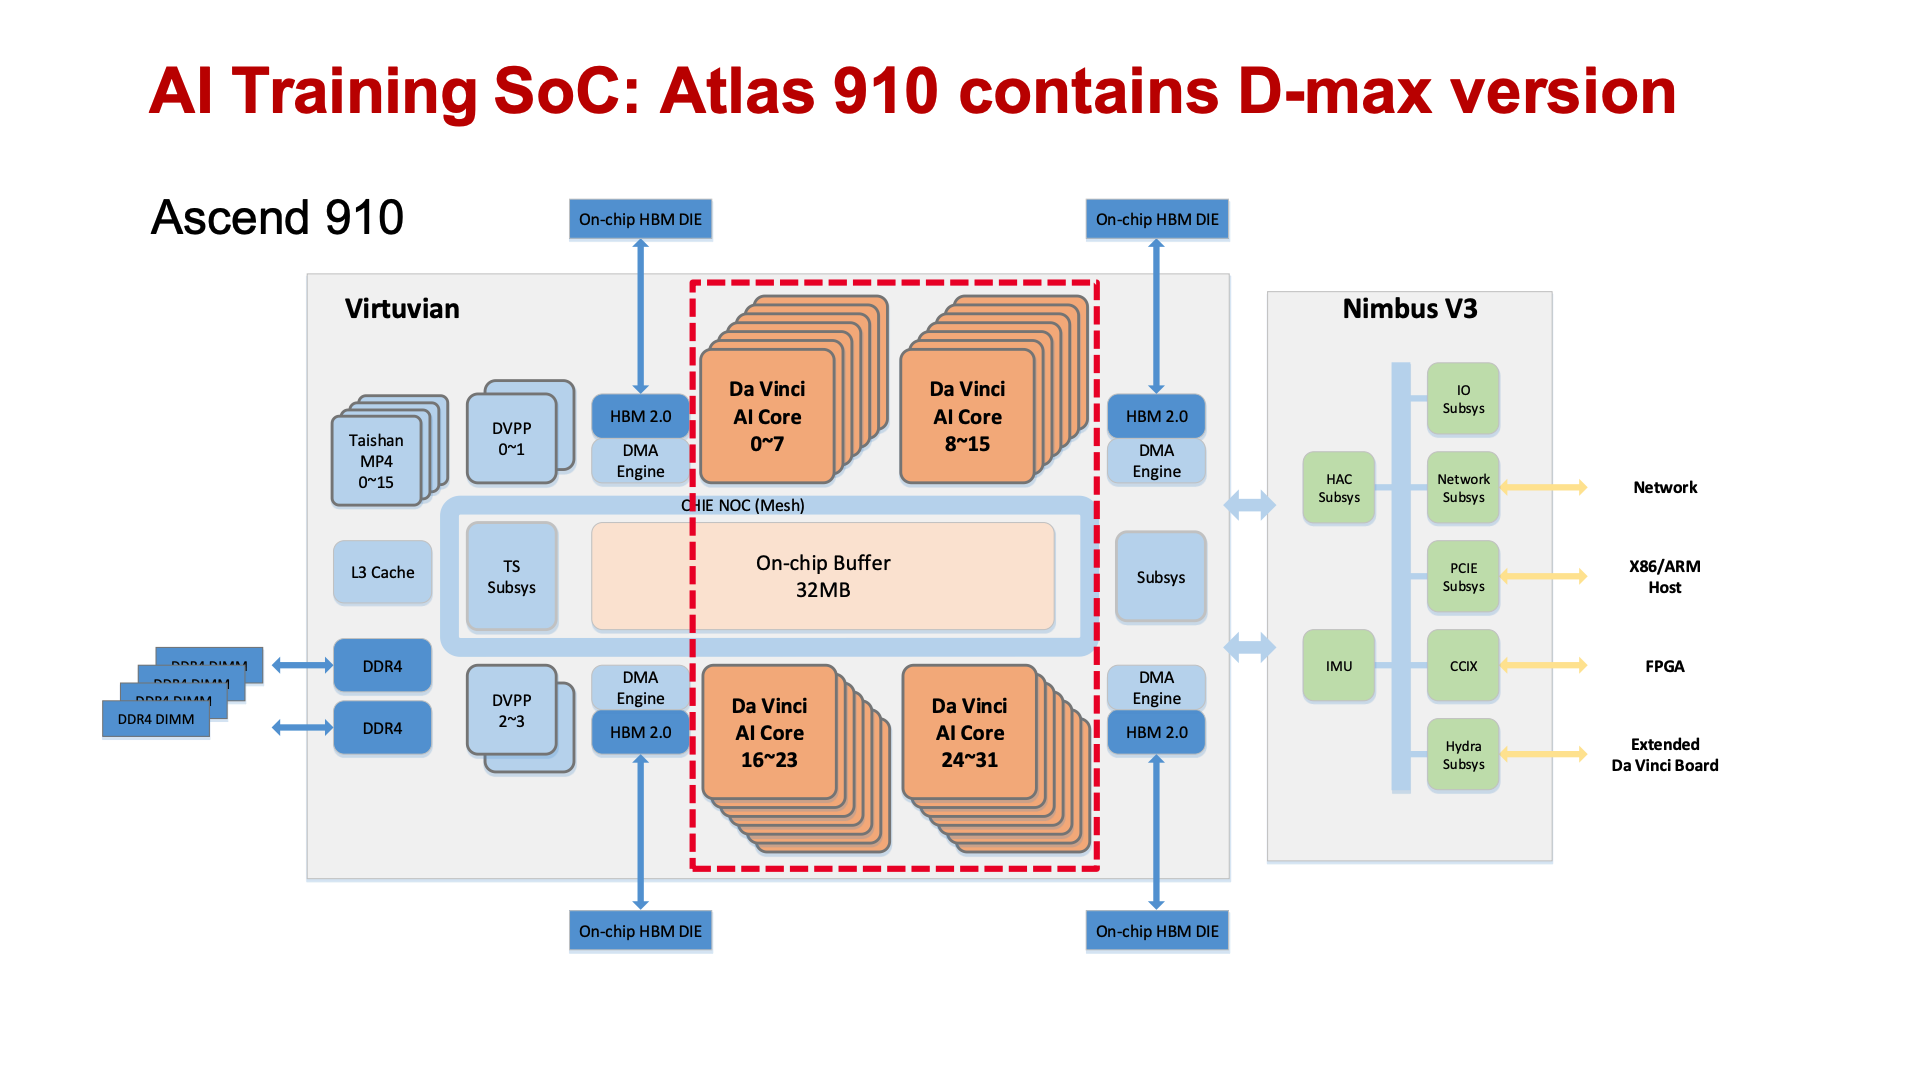 AI Training SoC: Atlas 910 contains D-max version
Ascend 910
On-chip HBM DIE
On-chip HBM DIE
Virtuvian
Nimbus V3
Taishan
MP4
0~15
DVPP
0~1
HBM 2.0
DMA
Engine
Da Vinci
AI Core
0~7
Da Vinci
AI Core
8~15
HBM 2.0
DMA
Engine
CHIE NOC (Mesh)
L3 Cache
TS
Subsys
On-chip Buffer
32MB
Subsys
DDR4 DIMM
DDR4 DIMM
DDR4 DIMM
DDR4 DIMM
DDR4
DDR4
DVPP
2~3
DMA
Engine
HBM 2.0
Da Vinci
AI Core
16~23
Da Vinci
AI Core
24~31
DMA
Engine
HBM 2.0
On-chip HBM DIE
On-chip HBM DIE
IO
Subsys
HAC
Subsys
Network
Subsys
Network
PCIE
Subsys
X86/ARM
Host
IMU
CCIX
FPGA
Hydra
Subsys
Extended
Da Vinci Board